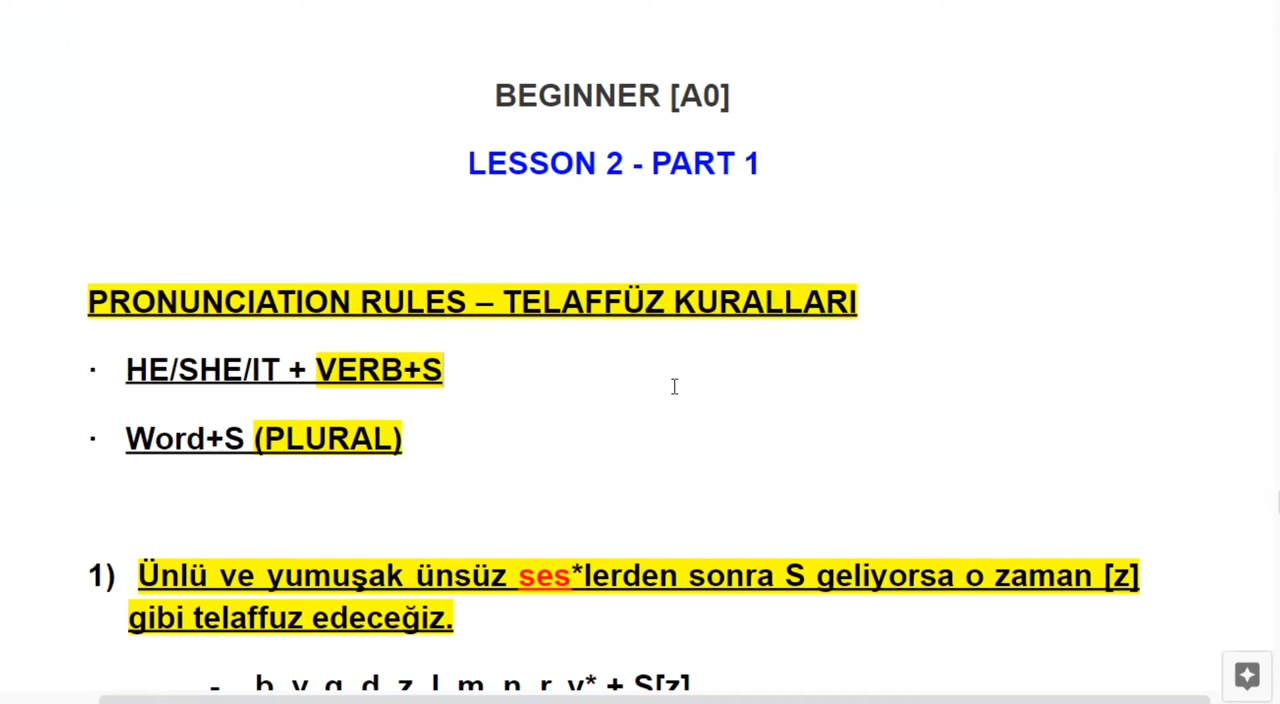 BEGINNER [A0]
LESSON 2 - PART 1
PRONUNCIATION RULES – TELAFFÜZ KURALLARI
· HE/SHE/IT + VERB+S
· Word+S (PLURAL)
1) Ünlü ve yumuşak ünsüz ses*lerden sonra S geliyorsa o zaman [z]
gibi telaffuz edeceğiz.
- b, v, g, d, z, l, m, n, r, y* + S[z]